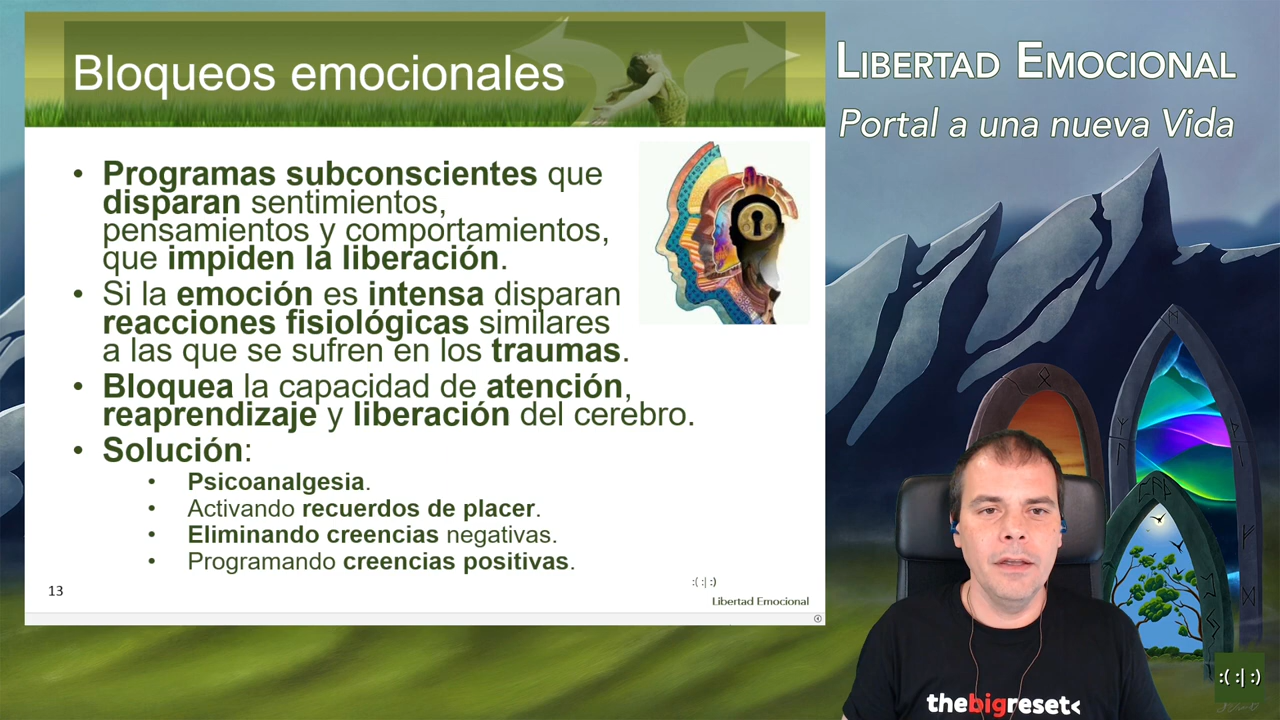 Bloqueos emocionales
LIBERTAD EMOCIONAL
Portal a una nueva Vida
• Programas subconscientes que
disparan sentimientos,
pensamientos y comportamientos,
que impiden la liberación.
• Si la emoción es intensa disparan
reacciones fisiológicas similares
a las que se sufren en los traumas.
• Bloquea la capacidad de atención,
reaprendizaje y liberación del cerebro.
• Solución:
• Psicoanalgesia.
• Activando recuerdos de placer.
• Eliminando creencias negativas.
• Programando creencias positivas.
13
:( :| :)
Libertad Emocional
thebigreset<
:( :| :)